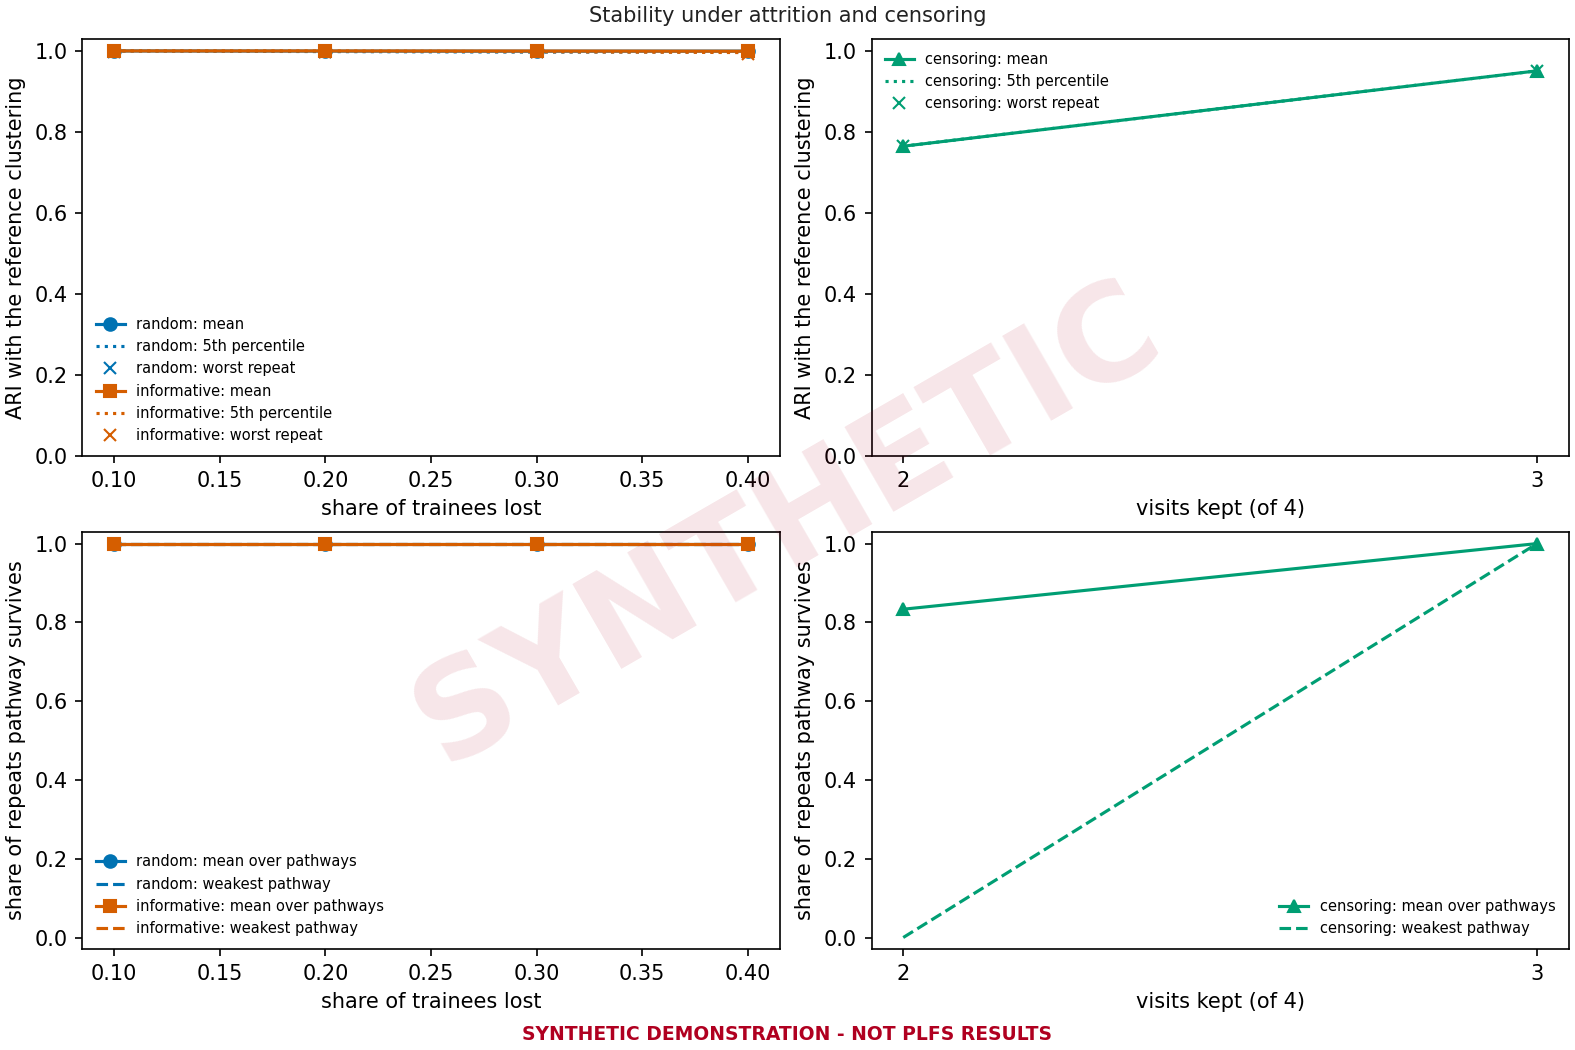 Stability under attrition and censoring
ARI with the reference clustering
1.0
0.8
0.6
0.4
0.2
0.0
random: mean
random: 5th percentile
random: worst repeat
informative: mean
informative: 5th percentile
informative: worst repeat
0.10 0.15 0.20 0.25 0.30 0.35 0.40
share of trainees lost
ARI with the reference clustering
1.0
0.8
0.6
0.4
0.2
0.0
censoring: mean
censoring: 5th percentile
censoring: worst repeat
2 3
visits kept (of 4)
SYNTHETIC
share of repeats pathway survives
1.0
0.8
0.6
0.4
0.2
0.0
random: mean over pathways
random: weakest pathway
informative: mean over pathways
informative: weakest pathway
0.10 0.15 0.20 0.25 0.30 0.35 0.40
share of trainees lost
share of repeats pathway survives
1.0
0.8
0.6
0.4
0.2
0.0
censoring: mean over pathways
censoring: weakest pathway
2 3
visits kept (of 4)
SYNTHETIC DEMONSTRATION - NOT PLFS RESULTS